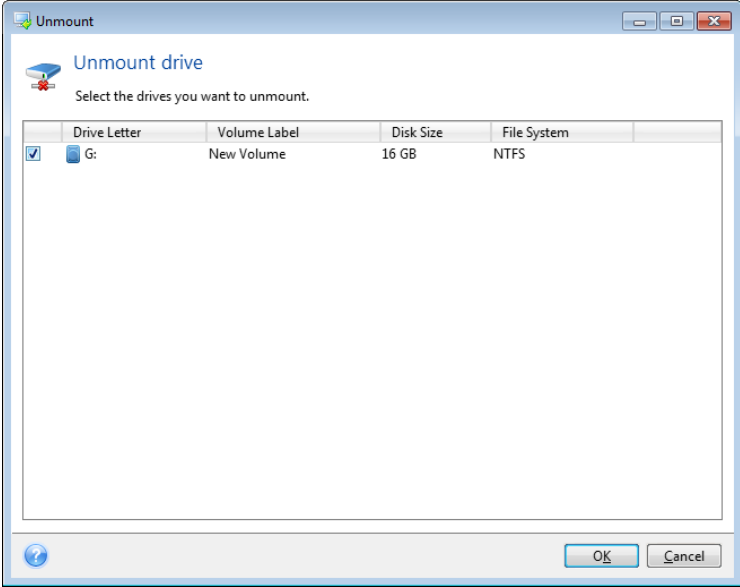 Unmount
Unmount drive
Select the drives you want to unmount.
Drive Letter Volume Label Disk Size File System
G: New Volume 16 GB NTFS
? OK Cancel